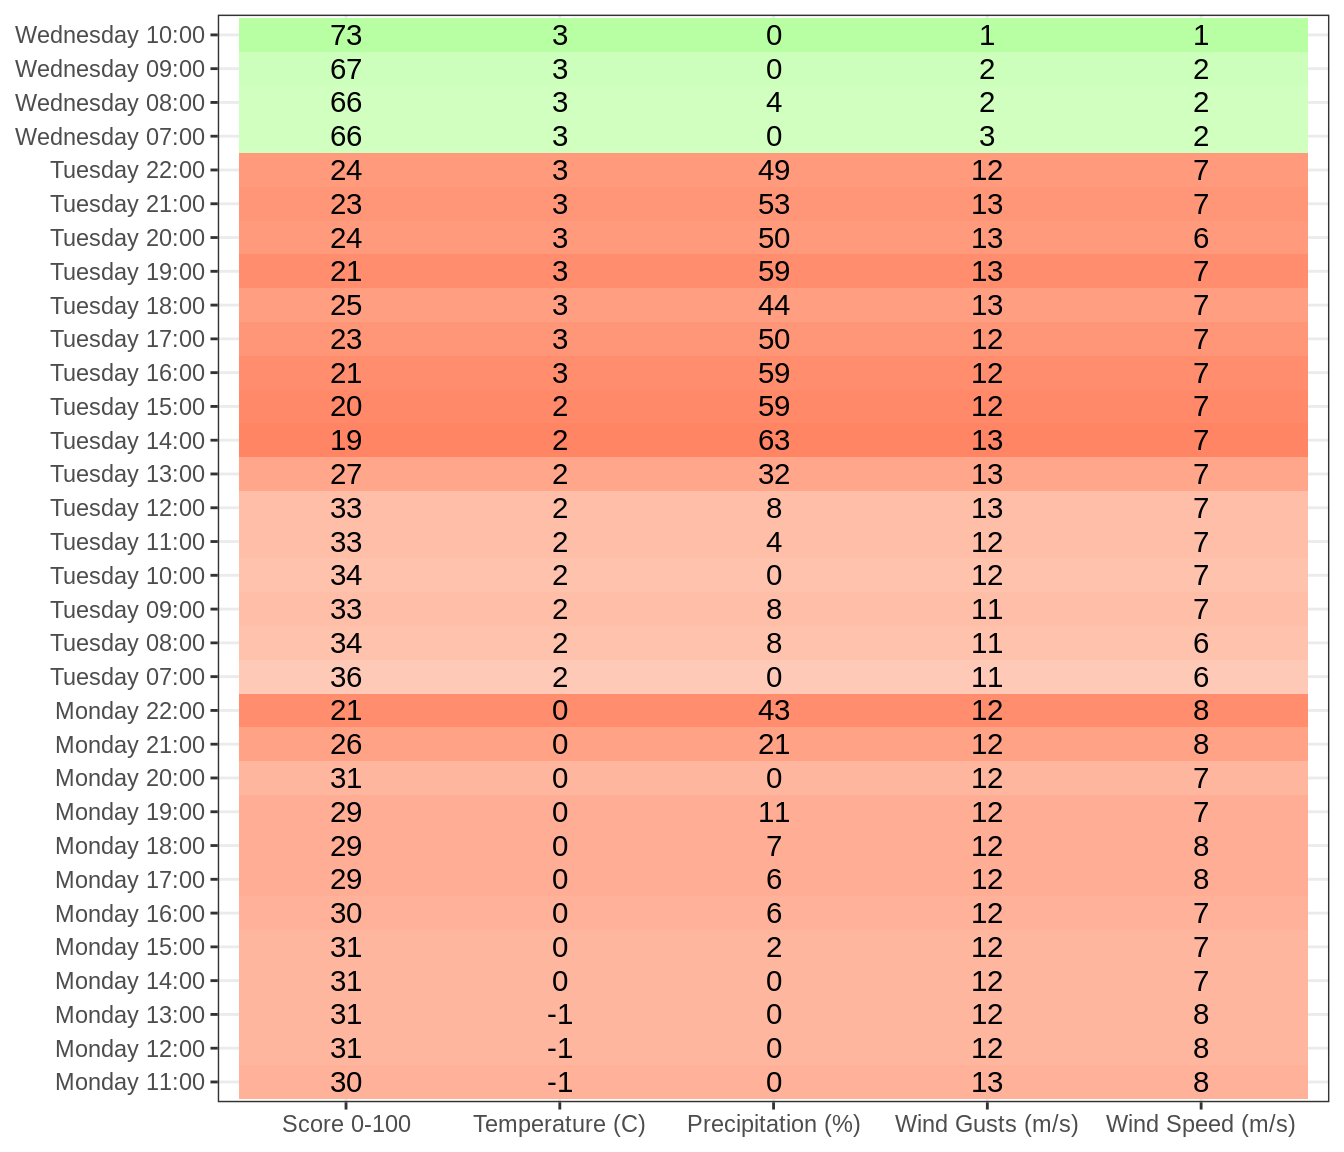 Wednesday 10:00 73 3 0 1 1
Wednesday 09:00 67 3 0 2 2
Wednesday 08:00 66 3 4 2 2
Wednesday 07:00 66 3 0 3 2
Tuesday 22:00 24 3 49 12 7
Tuesday 21:00 23 3 53 13 7
Tuesday 20:00 24 3 50 13 6
Tuesday 19:00 21 3 59 13 7
Tuesday 18:00 25 3 44 13 7
Tuesday 17:00 23 3 50 12 7
Tuesday 16:00 21 3 59 12 7
Tuesday 15:00 20 2 59 12 7
Tuesday 14:00 19 2 63 13 7
Tuesday 13:00 27 2 32 13 7
Tuesday 12:00 33 2 8 13 7
Tuesday 11:00 33 2 4 12 7
Tuesday 10:00 34 2 0 12 7
Tuesday 09:00 33 2 8 11 7
Tuesday 08:00 34 2 8 11 6
Tuesday 07:00 36 2 0 11 6
Monday 22:00 21 0 43 12 8
Monday 21:00 26 0 21 12 8
Monday 20:00 31 0 0 12 7
Monday 19:00 29 0 11 12 7
Monday 18:00 29 0 7 12 8
Monday 17:00 29 0 6 12 8
Monday 16:00 30 0 6 12 7
Monday 15:00 31 0 2 12 7
Monday 14:00 31 0 0 12 7
Monday 13:00 31 -1 0 12 8
Monday 12:00 31 -1 0 12 8
Monday 11:00 30 -1 0 13 8
Score 0-100 Temperature (C) Precipitation (%) Wind Gusts (m/s) Wind Speed (m/s)